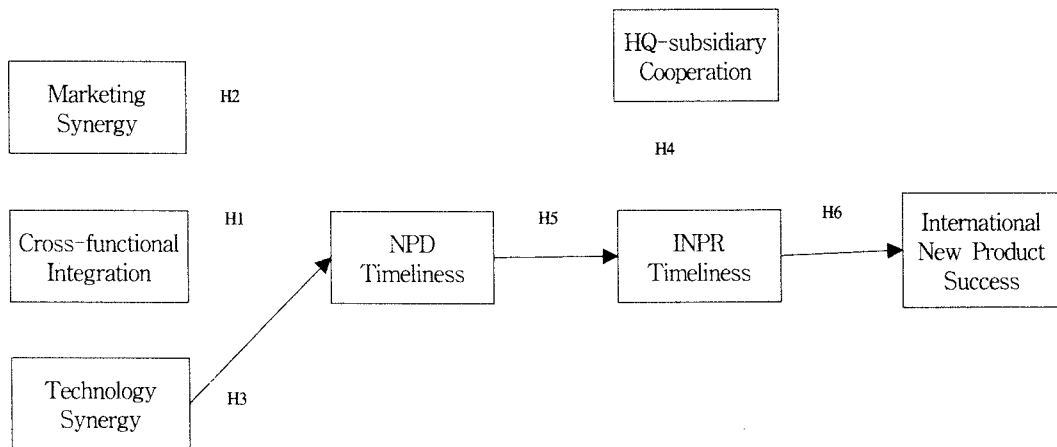 HQ-subsidiary
Cooperation
Marketing
Synergy
H2
H4
Cross-functional
Integration
H1
NPD
Timeliness
H5
INPR
Timeliness
H6
International
New Product
Success
Technology
Synergy
H3